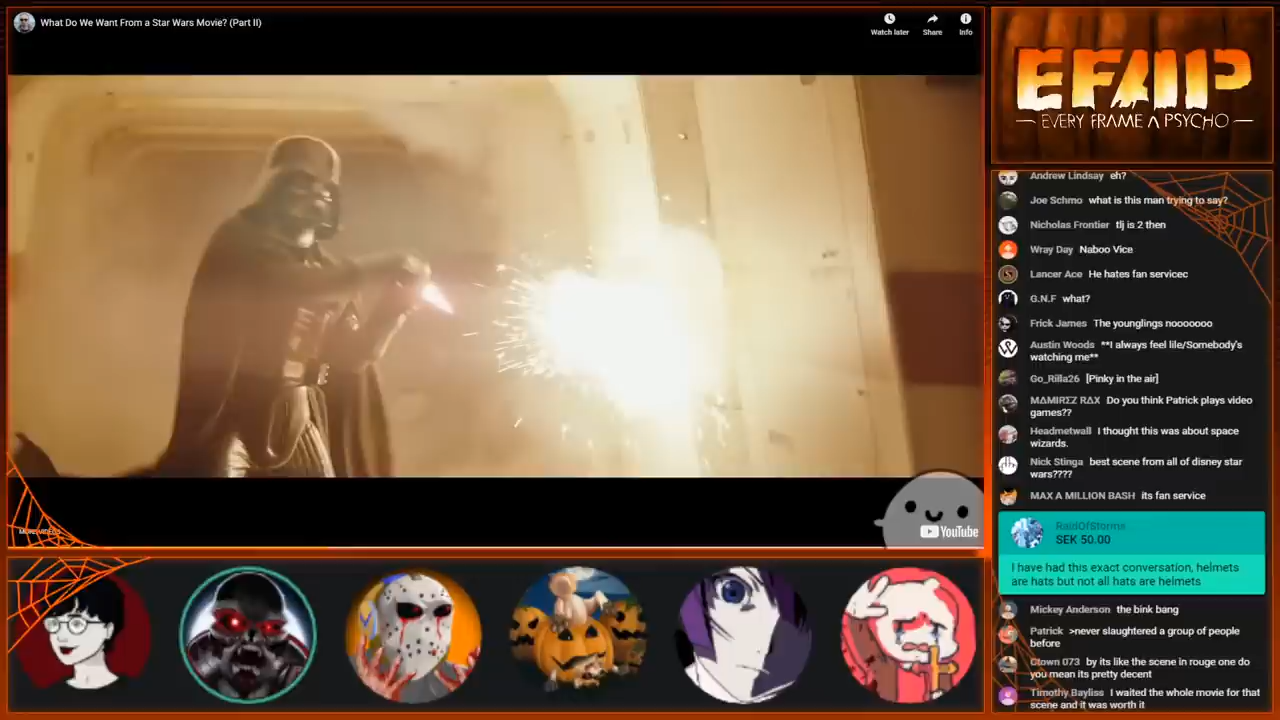 What Do We Want From a Star Wars Movie? (Part II)
Watch later
Share
Info
EFAP
EVERY FRAME A PSYCHO
Andrew Lindsay eh?
Joe Schmo what is this man trying to say?
Nicholas Frontier tlj is 2 then
Wray Day Naboo Vice
Lancer Ace He hates fan servicec
G.N.F what?
Frick James The younglings nooooooo
Austin Woods **I always feel lile/Somebody's
watching me**
Go_Rilla26 [Pinky in the air]
MΔMIRΣZ RΔX Do you think Patrick plays video
games??
Headmetwall I thought this was about space
wizards.
Nick Stinga best scene from all of disney star
wars????
MAX A MILLION BASH its fan service
RaidOfStorms
SEK 50.00
I have had this exact conversation, helmets
are hats but not all hats are helmets
Mickey Anderson the bink bang
Patrick >never slaughtered a group of people
before
Ctown 073 by its like the scene in rouge one do
you mean its pretty decent
Timothy Bayliss I waited the whole movie for that
scene and it was worth it
MORE VIDEOS
YouTube